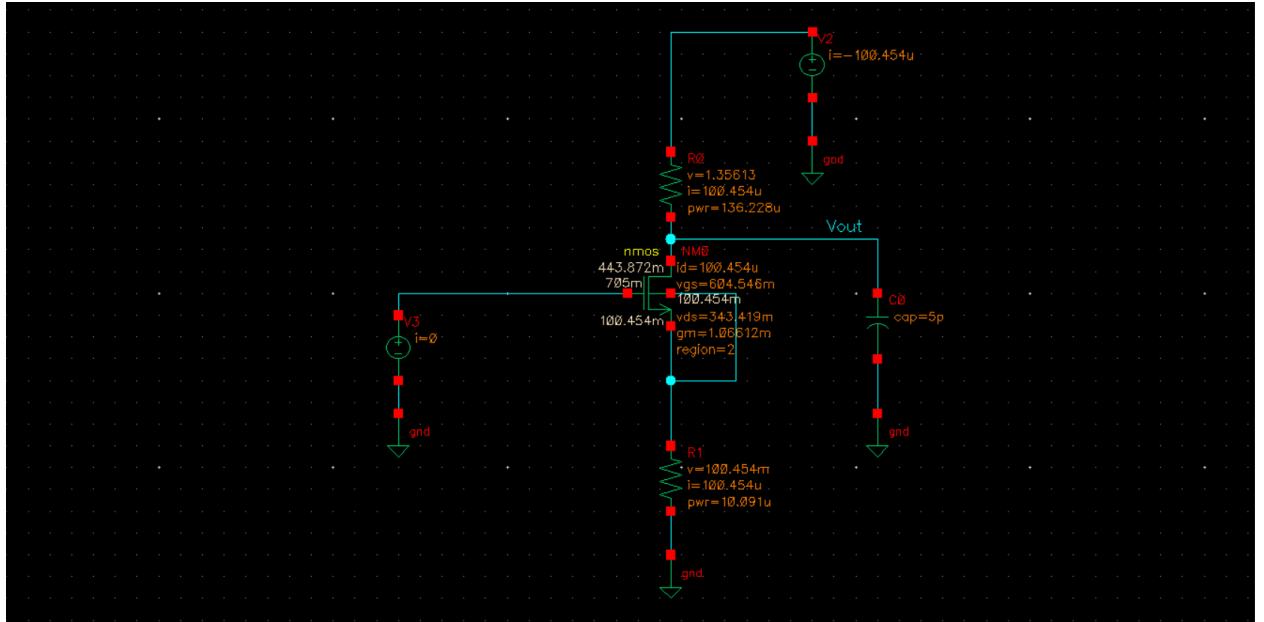 V2
i=-100.454u
gnd
R0
v=1.35613
i=100.454u
pwr=136.228u
Vout
nmos
NM0
443.872m
id=100.454u
705m
vgs=604.546m
100.454m
100.454m
vds=343.419m
gm=1.06612m
region=2
V3
i=0
gnd
C0
cap=5p
gnd
R1
v=100.454m
i=100.454u
pwr=10.091u
gnd